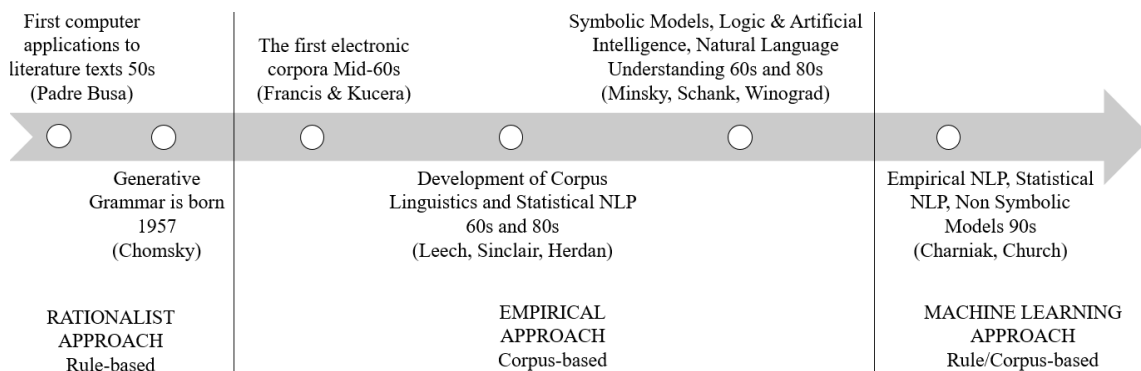 First computer
applications to
literature texts 50s
(Padre Busa)
Generative
Grammar is born
1957
(Chomsky)
The first electronic
corpora Mid-60s
(Francis & Kucera)
Development of Corpus
Linguistics and Statistical NLP
60s and 80s
(Leech, Sinclair, Herdan)
Symbolic Models, Logic & Artificial
Intelligence, Natural Language
Understanding 60s and 80s
(Minsky, Schank, Winograd)
Empirical NLP, Statistical
NLP, Non Symbolic
Models 90s
(Charniak, Church)
RATIONALIST
APPROACH
Rule-based
EMPIRICAL
APPROACH
Corpus-based
MACHINE LEARNING
APPROACH
Rule/Corpus-based